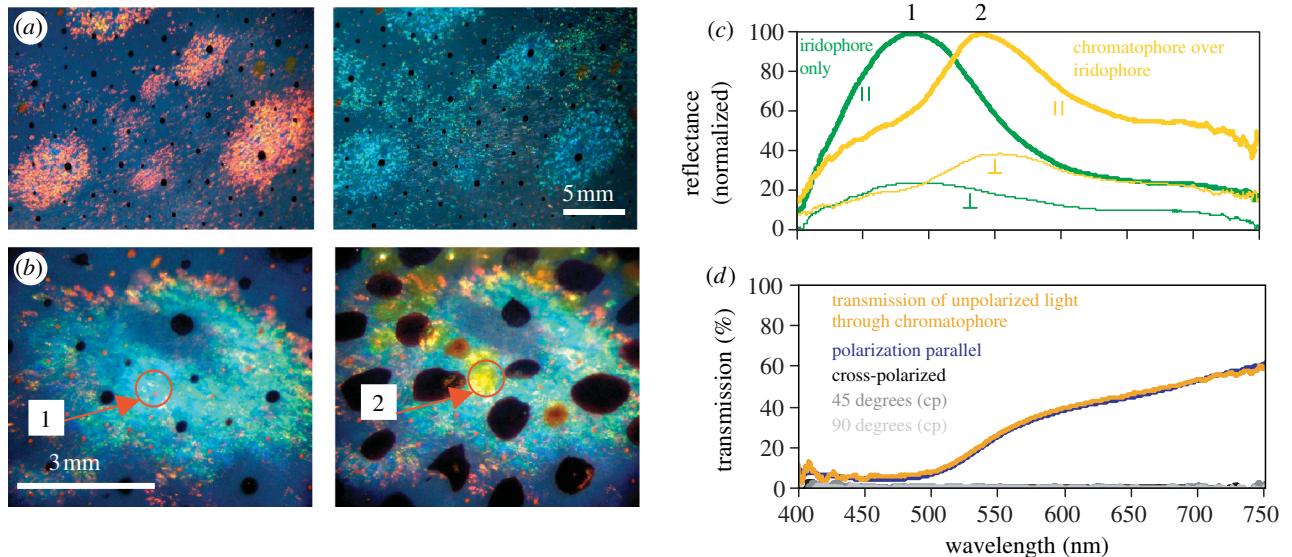 (a)
5 mm
(b)
1
3 mm
2
(c)
1 2
reflectance
(normalized)
100
80
60
40
20
0
iridophore
only
chromatophore over
iridophore
||
||
⊥
⊥
(d)
transmission (%)
100
80
60
40
20
0
transmission of unpolarized light
through chromatophore
polarization parallel
cross-polarized
45 degrees (cp)
90 degrees (cp)
400 450 500 550 600 650 700 750
wavelength (nm)